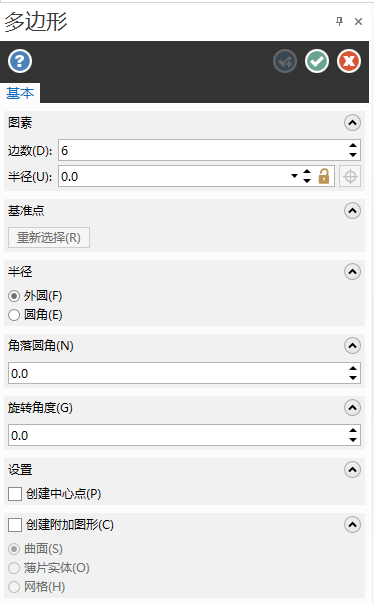 多边形
基本
图素
边数(D): 6
半径(U): 0.0
基准点
重新选择(R)
半径
外圆(F)
圆角(E)
角落圆角(N)
0.0
旋转角度(G)
0.0
设置
创建中心点(P)
创建附加图形(C)
曲面(S)
薄片实体(O)
网格(H)